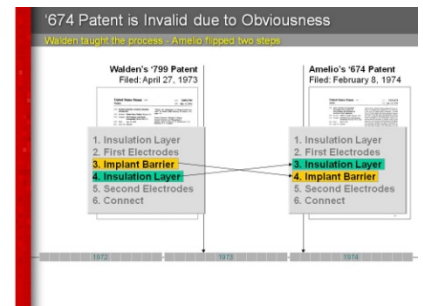 '674 Patent is Invalid due to Obviousness
Walden taught the process - Amelio flipped two steps
Walden's '799 Patent
Filed: April 27, 1973
1. Insulation Layer
2. First Electrodes
3. Implant Barrier
4. Insulation Layer
5. Second Electrodes
6. Connect
Amelio's '674 Patent
Filed: February 8, 1974
1. Insulation Layer
2. First Electrodes
3. Insulation Layer
4. Implant Barrier
5. Second Electrodes
6. Connect
1972 1973 1974